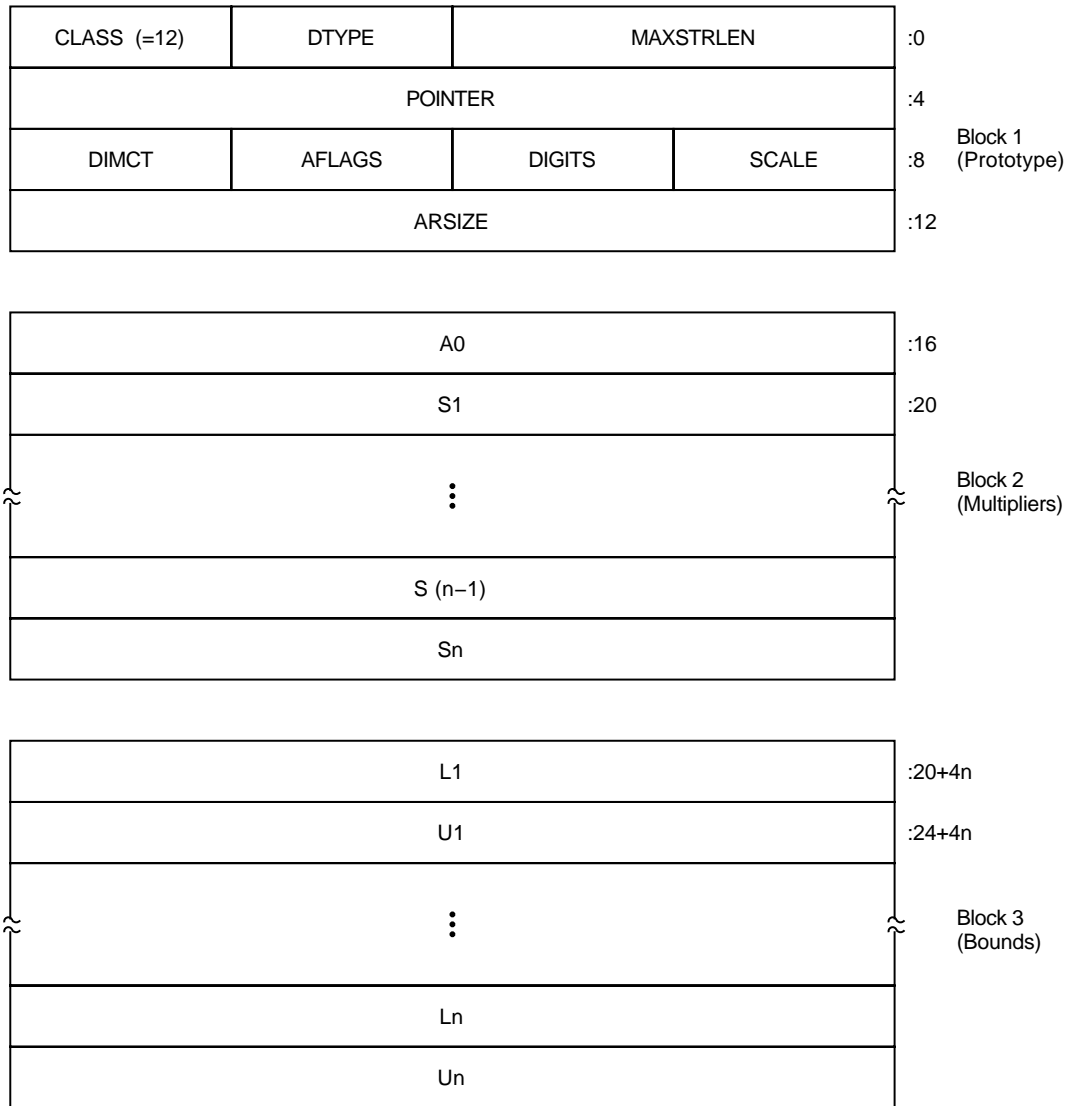 CLASS (=12) DTYPE MAXSTRLEN :0
POINTER :4
Block 1
DIMCT AFLAGS DIGITS SCALE :8 (Prototype)
ARSIZE :12
A0 :16
S1 :20
Block 2
(Multipliers)
S (n−1)
Sn
L1 :20+4n
U1 :24+4n
Block 3
(Bounds)
Ln
Un